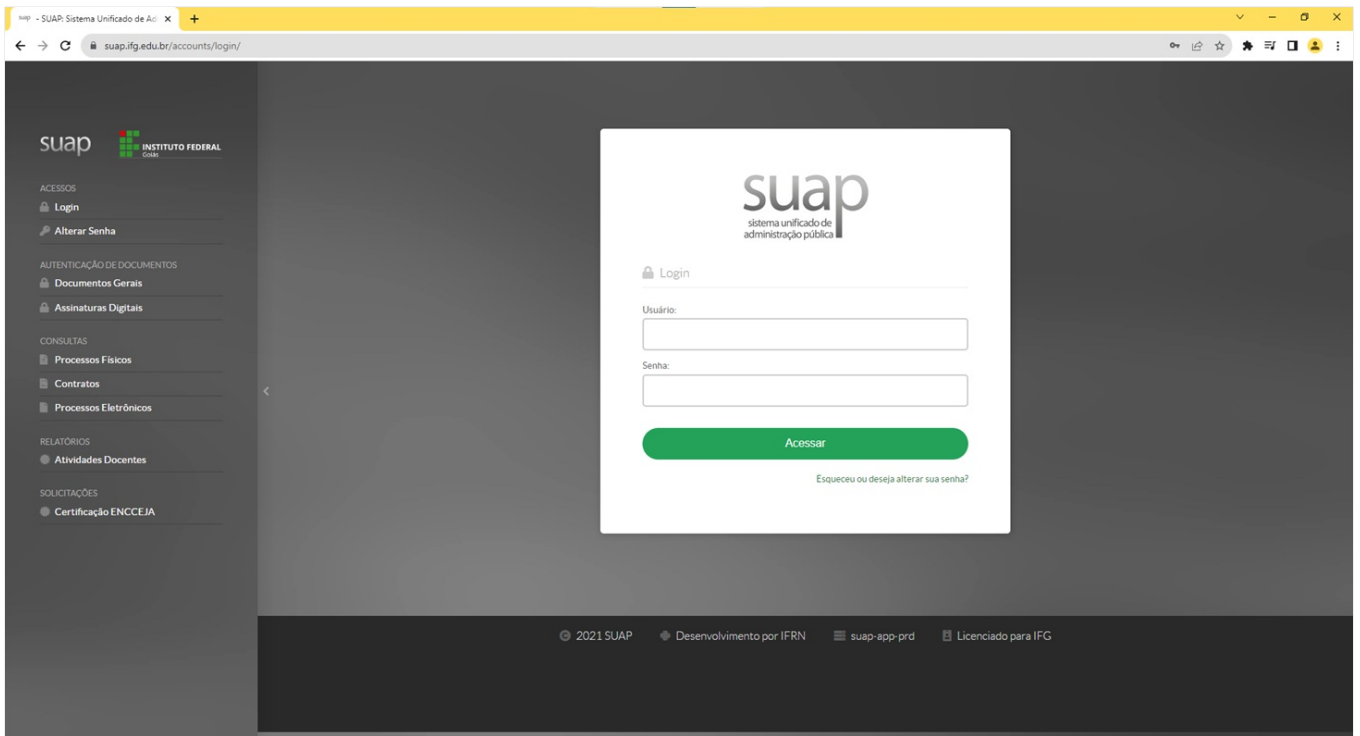 suap - SUAP: Sistema Unificado de Ad
suap.ifg.edu.br/accounts/login/
suap
INSTITUTO FEDERAL
Goiás
ACESSOS
Login
Alterar Senha
AUTENTICAÇÃO DE DOCUMENTOS
Documentos Gerais
Assinaturas Digitais
CONSULTAS
Processos Físicos
Contratos
Processos Eletrônicos
RELATÓRIOS
Atividades Docentes
SOLICITAÇÕES
Certificação ENCCEJA
suap
sistema unificado de
administração pública
Login
Usuário:
Senha:
Acessar
Esqueceu ou deseja alterar sua senha?
© 2021 SUAP Desenvolvimento por IFRN suap-app-prd Licenciado para IFG